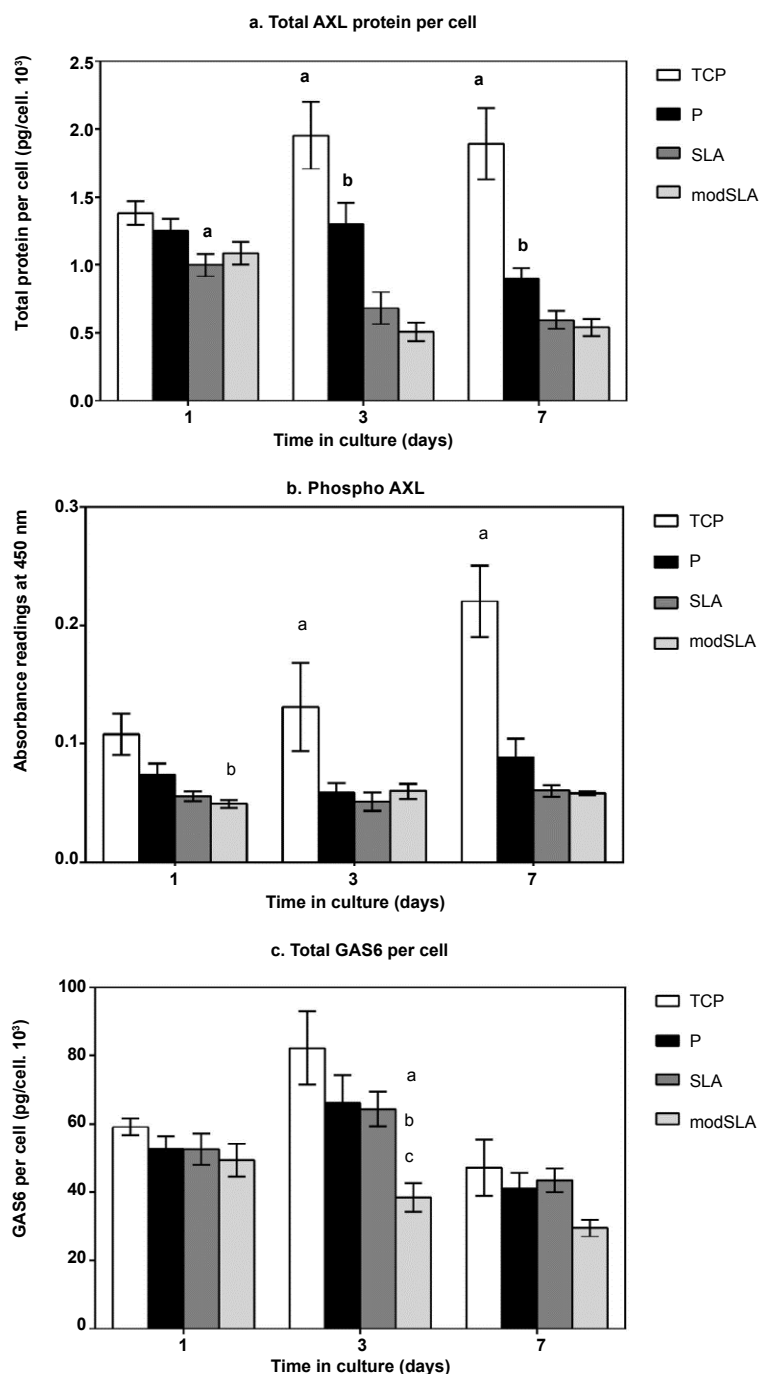 a. Total AXL protein per cell
Total protein per cell (pg/cell. 10³)
2.5
2.0
1.5
1.0
0.5
0.0
a
a
b
a
b
1
3
7
Time in culture (days)
TCP
P
SLA
modSLA
b. Phospho AXL
Absorbance readings at 450 nm
0.3
0.2
0.1
0.0
b
a
a
1
3
7
Time in culture (days)
TCP
P
SLA
modSLA
c. Total GAS6 per cell
GAS6 per cell (pg/cell. 10³)
100
80
60
40
20
0
a
b
c
1
3
7
Time in culture (days)
TCP
P
SLA
modSLA